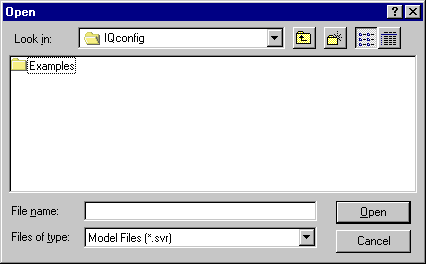 Open
Look in: IQconfig
Examples
File name: Open
Files of type: Model Files (*.svr) Cancel